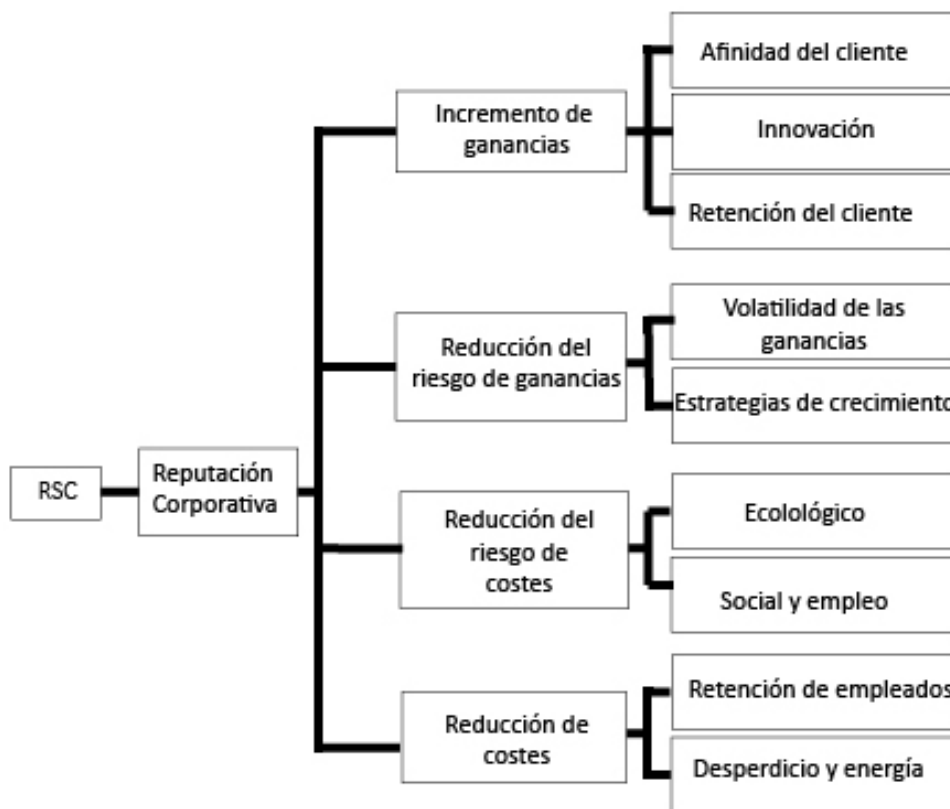 RSC
Reputación
Corporativa
Incremento de
ganancias
Afinidad del cliente
Innovación
Retención del cliente
Reducción del
riesgo de ganancias
Volatilidad de las
ganancias
Estrategias de crecimiento
Reducción del
riesgo de
costes
Ecolológico
Social y empleo
Reducción de
costes
Retención de empleados
Desperdicio y energía